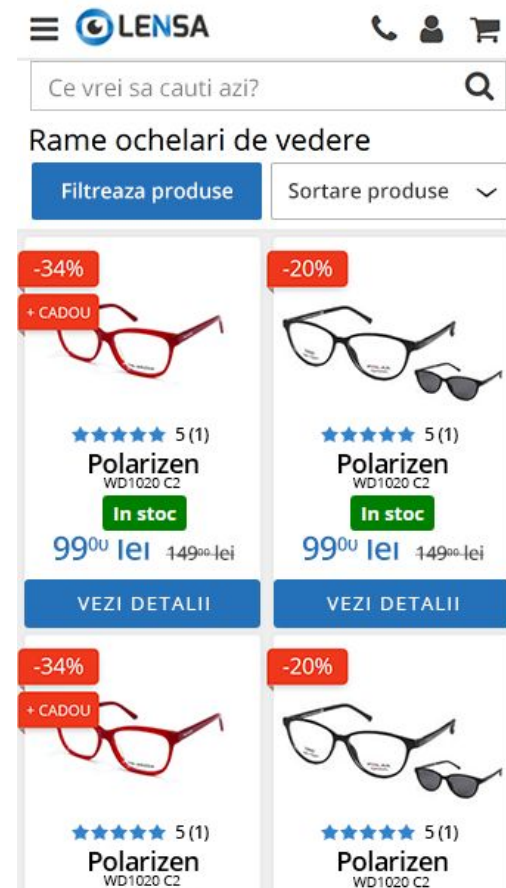 LENSA
Ce vrei sa cauti azi?
Rame ochelari de vedere
Filtreaza produse
Sortare produse
-34%
+ CADOU
5 (1)
Polarizen
WD1020 C2
In stoc
99⁰⁰ lei 149⁰⁰ lei
VEZI DETALII
-20%
POLAR
5 (1)
Polarizen
WD1020 C2
In stoc
99⁰⁰ lei 149⁰⁰ lei
VEZI DETALII
-34%
+ CADOU
5 (1)
Polarizen
WD1020 C2
-20%
POLAR
5 (1)
Polarizen
WD1020 C2